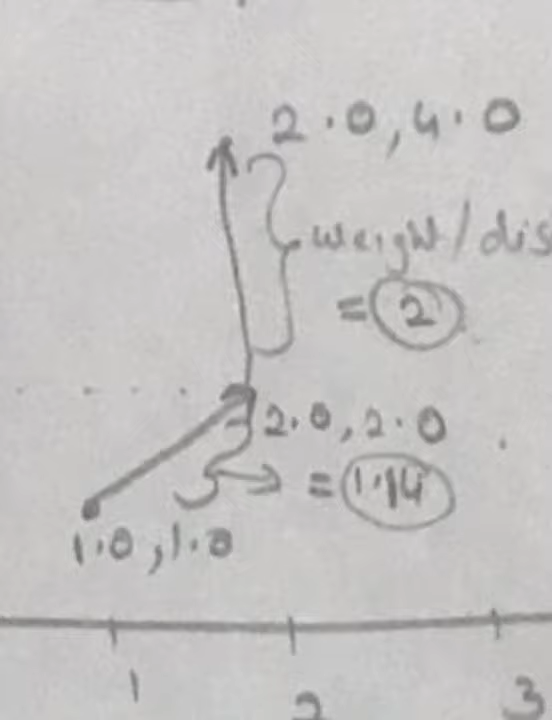 2.0, 4.0
weight/dis
= 2
2.0, 2.0
= 1.14
1.0, 1.0
1 2 3